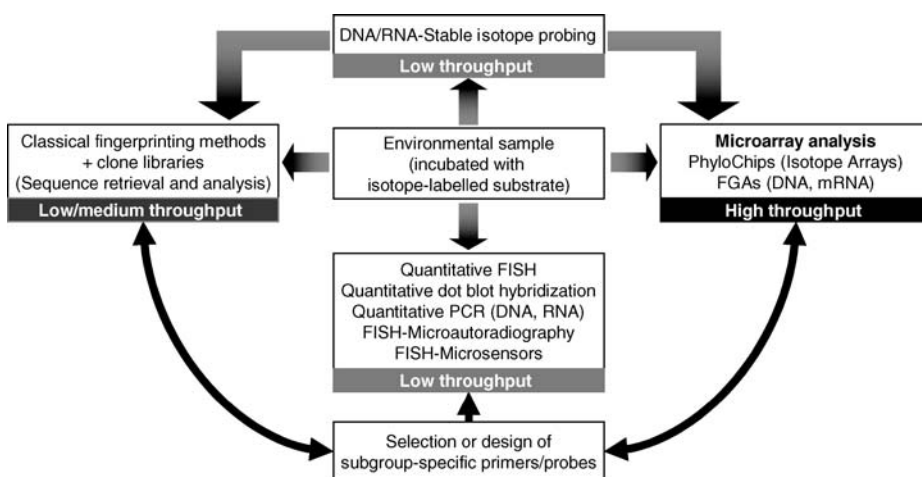 DNA/RNA-Stable isotope probing
Low throughput
Classical fingerprinting methods
+ clone libraries
(Sequence retrieval and analysis)
Low/medium throughput
Environmental sample
(incubated with
isotope-labelled substrate)
Microarray analysis
PhyloChips (Isotope Arrays)
FGAs (DNA, mRNA)
High throughput
Quantitative FISH
Quantitative dot blot hybridization
Quantitative PCR (DNA, RNA)
FISH-Microautoradiography
FISH-Microsensors
Low throughput
Selection or design of
subgroup-specific primers/probes